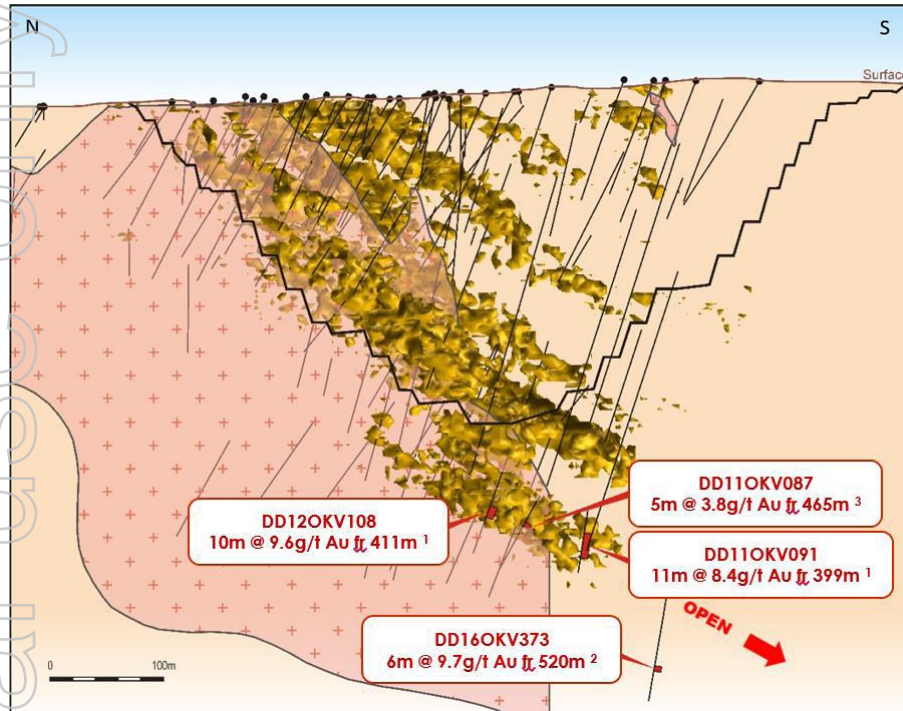 N
S
Surface
DD11OKV087
5m @ 3.8g/t Au fr 465m ³
DD12OKV108
10m @ 9.6g/t Au fr 411m ¹
DD11OKV091
11m @ 8.4g/t Au fr 399m ¹
OPEN
DD16OKV373
6m @ 9.7g/t Au fr 520m ²
0
100m